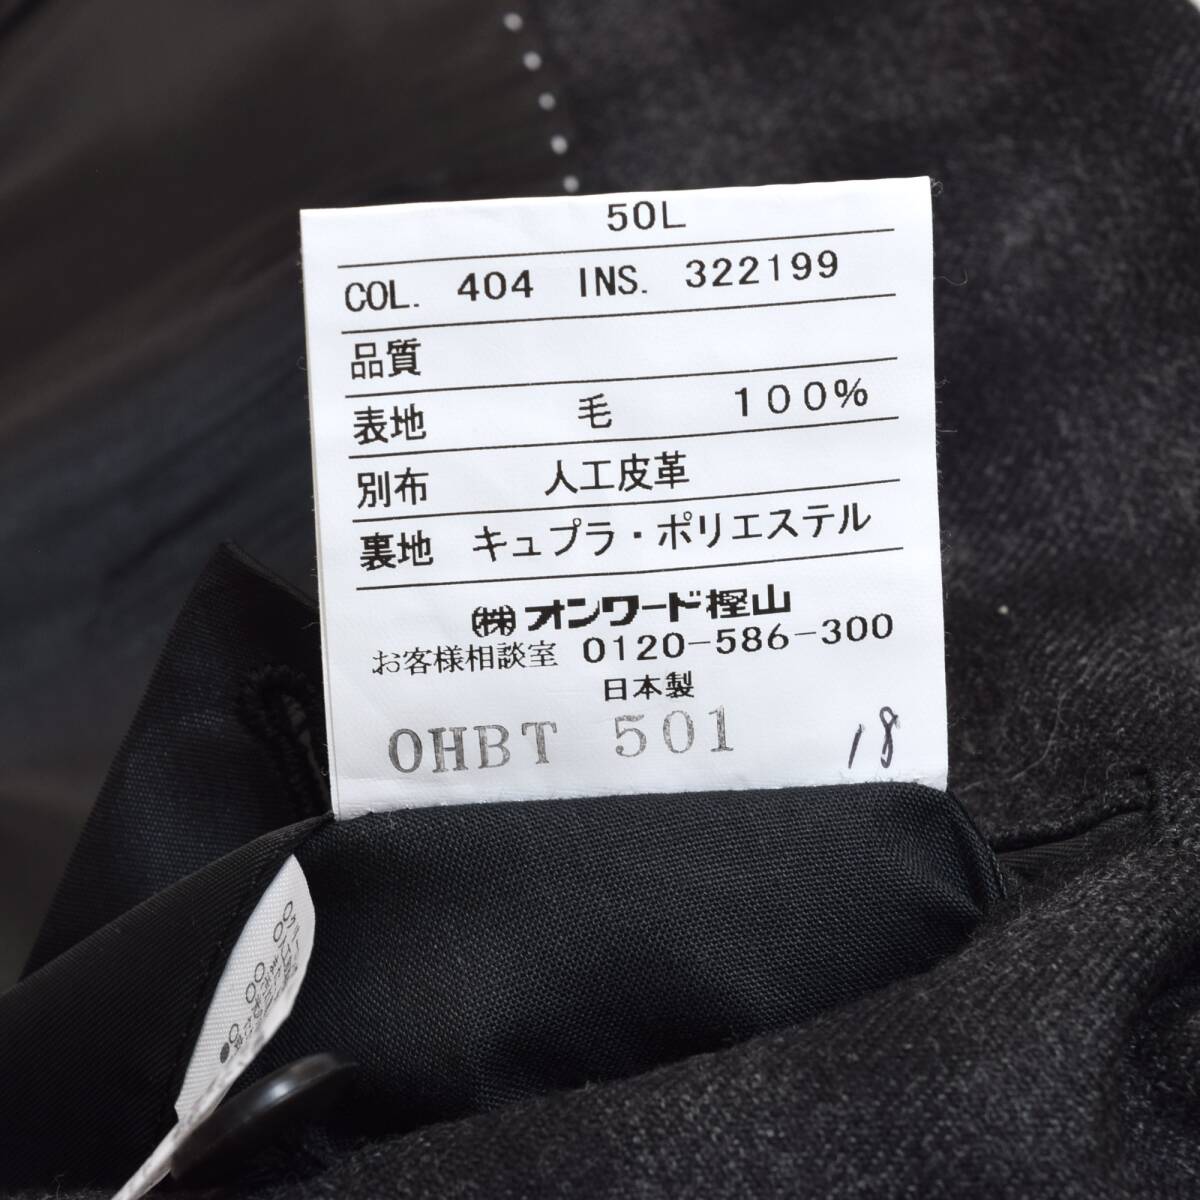 50L
COL. 404 INS. 322199
品質
表地 毛 100%
別布 人工皮革
裏地 キュプラ・ポリエステル
㈱オンワード樫山
お客様相談室 0120-586-300
日本製
OHBT 501 18